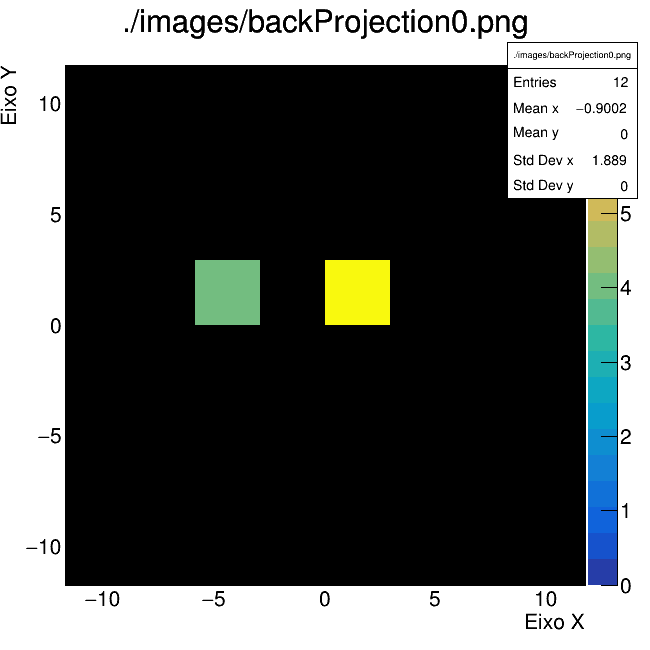 ./images/backProjection0.png
./images/backProjection0.png
Entries 12
Mean x −0.9002
Mean y 0
Std Dev x 1.889
Std Dev y 0
Eixo Y
10
5
0
−5
−10
5
4
3
2
1
0
−10 −5 0 5 10
Eixo X